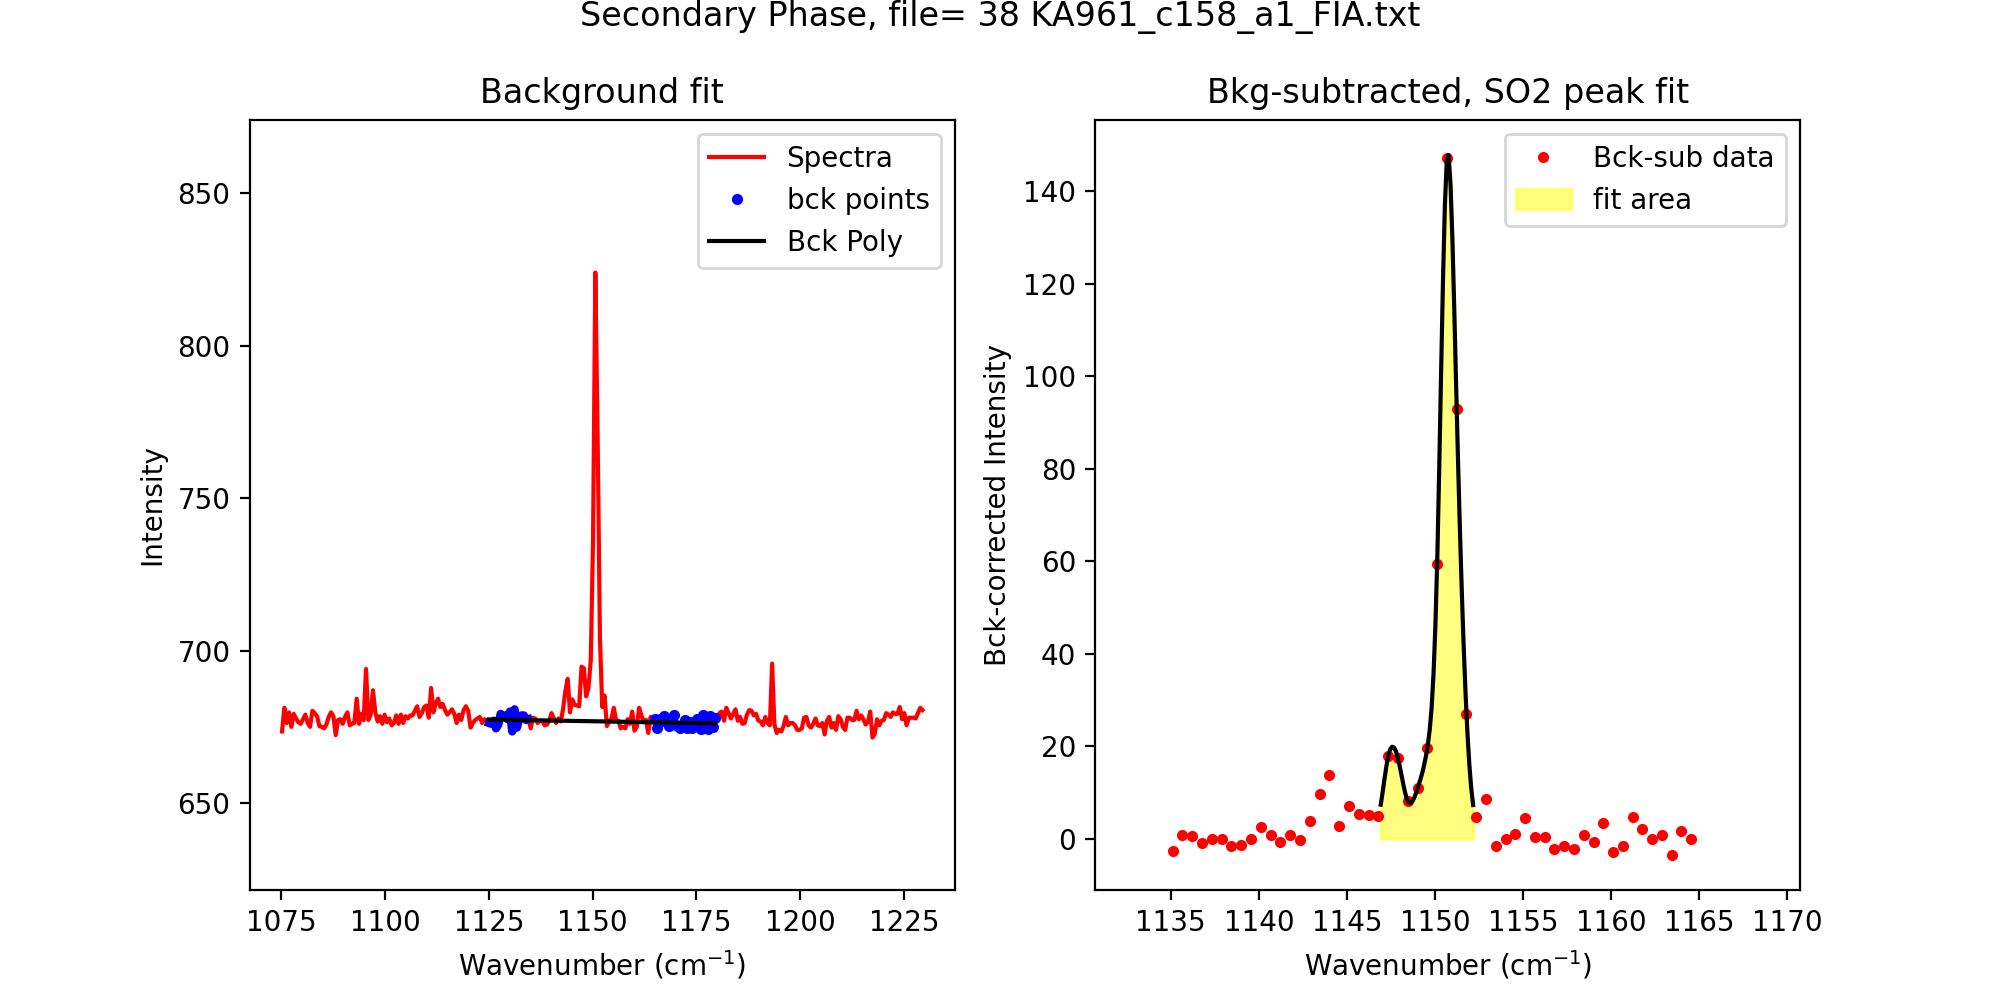 Secondary Phase, file= 38 KA961_c158_a1_FIA.txt
Background fit
Spectra
bck points
Bck Poly
850
800
750
700
650
Intensity
1075 1100 1125 1150 1175 1200 1225
Wavenumber (cm⁻¹)
Bkg-subtracted, SO2 peak fit
Bck-sub data
fit area
140
120
100
80
60
40
20
0
Bck-corrected Intensity
1135 1140 1145 1150 1155 1160 1165 1170
Wavenumber (cm⁻¹)